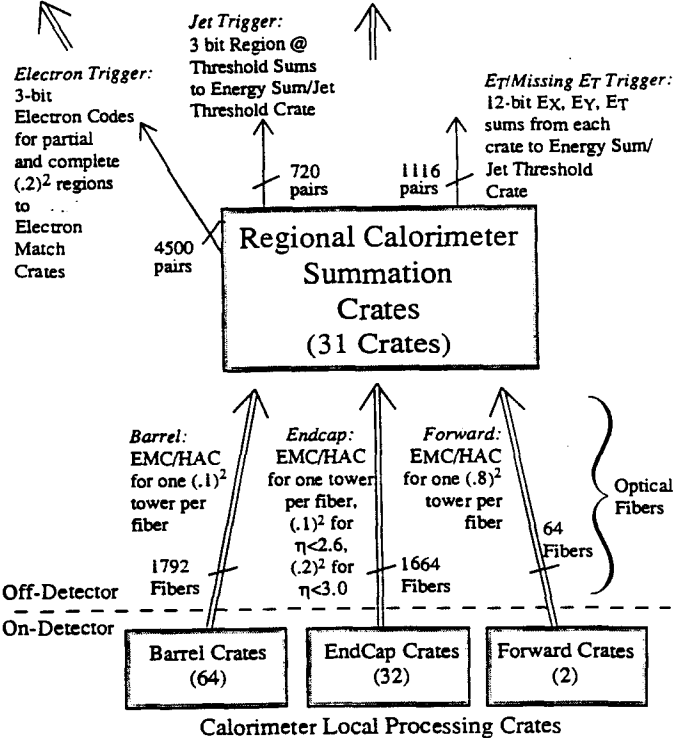 Electron Trigger:
3-bit
Electron Codes
for partial
and complete
(.2)² regions
to
Electron
Match
Crates
Jet Trigger:
3 bit Region @
Threshold Sums
to Energy Sum/Jet
Threshold Crate
ET/Missing ET Trigger:
12-bit EX, EY, ET
sums from each
crate to Energy Sum/
Jet Threshold
Crate
4500
pairs
720
pairs
1116
pairs
Regional Calorimeter
Summation
Crates
(31 Crates)
Barrel:
EMC/HAC
for one (.1)²
tower per
fiber
1792
Fibers
Endcap:
EMC/HAC
for one tower
per fiber,
(.1)² for
η<2.6,
(.2)² for
η<3.0
1664
Fibers
Forward:
EMC/HAC
for one (.8)²
tower per
fiber
64
Fibers
Optical
Fibers
Off-Detector
On-Detector
Barrel Crates
(64)
EndCap Crates
(32)
Forward Crates
(2)
Calorimeter Local Processing Crates